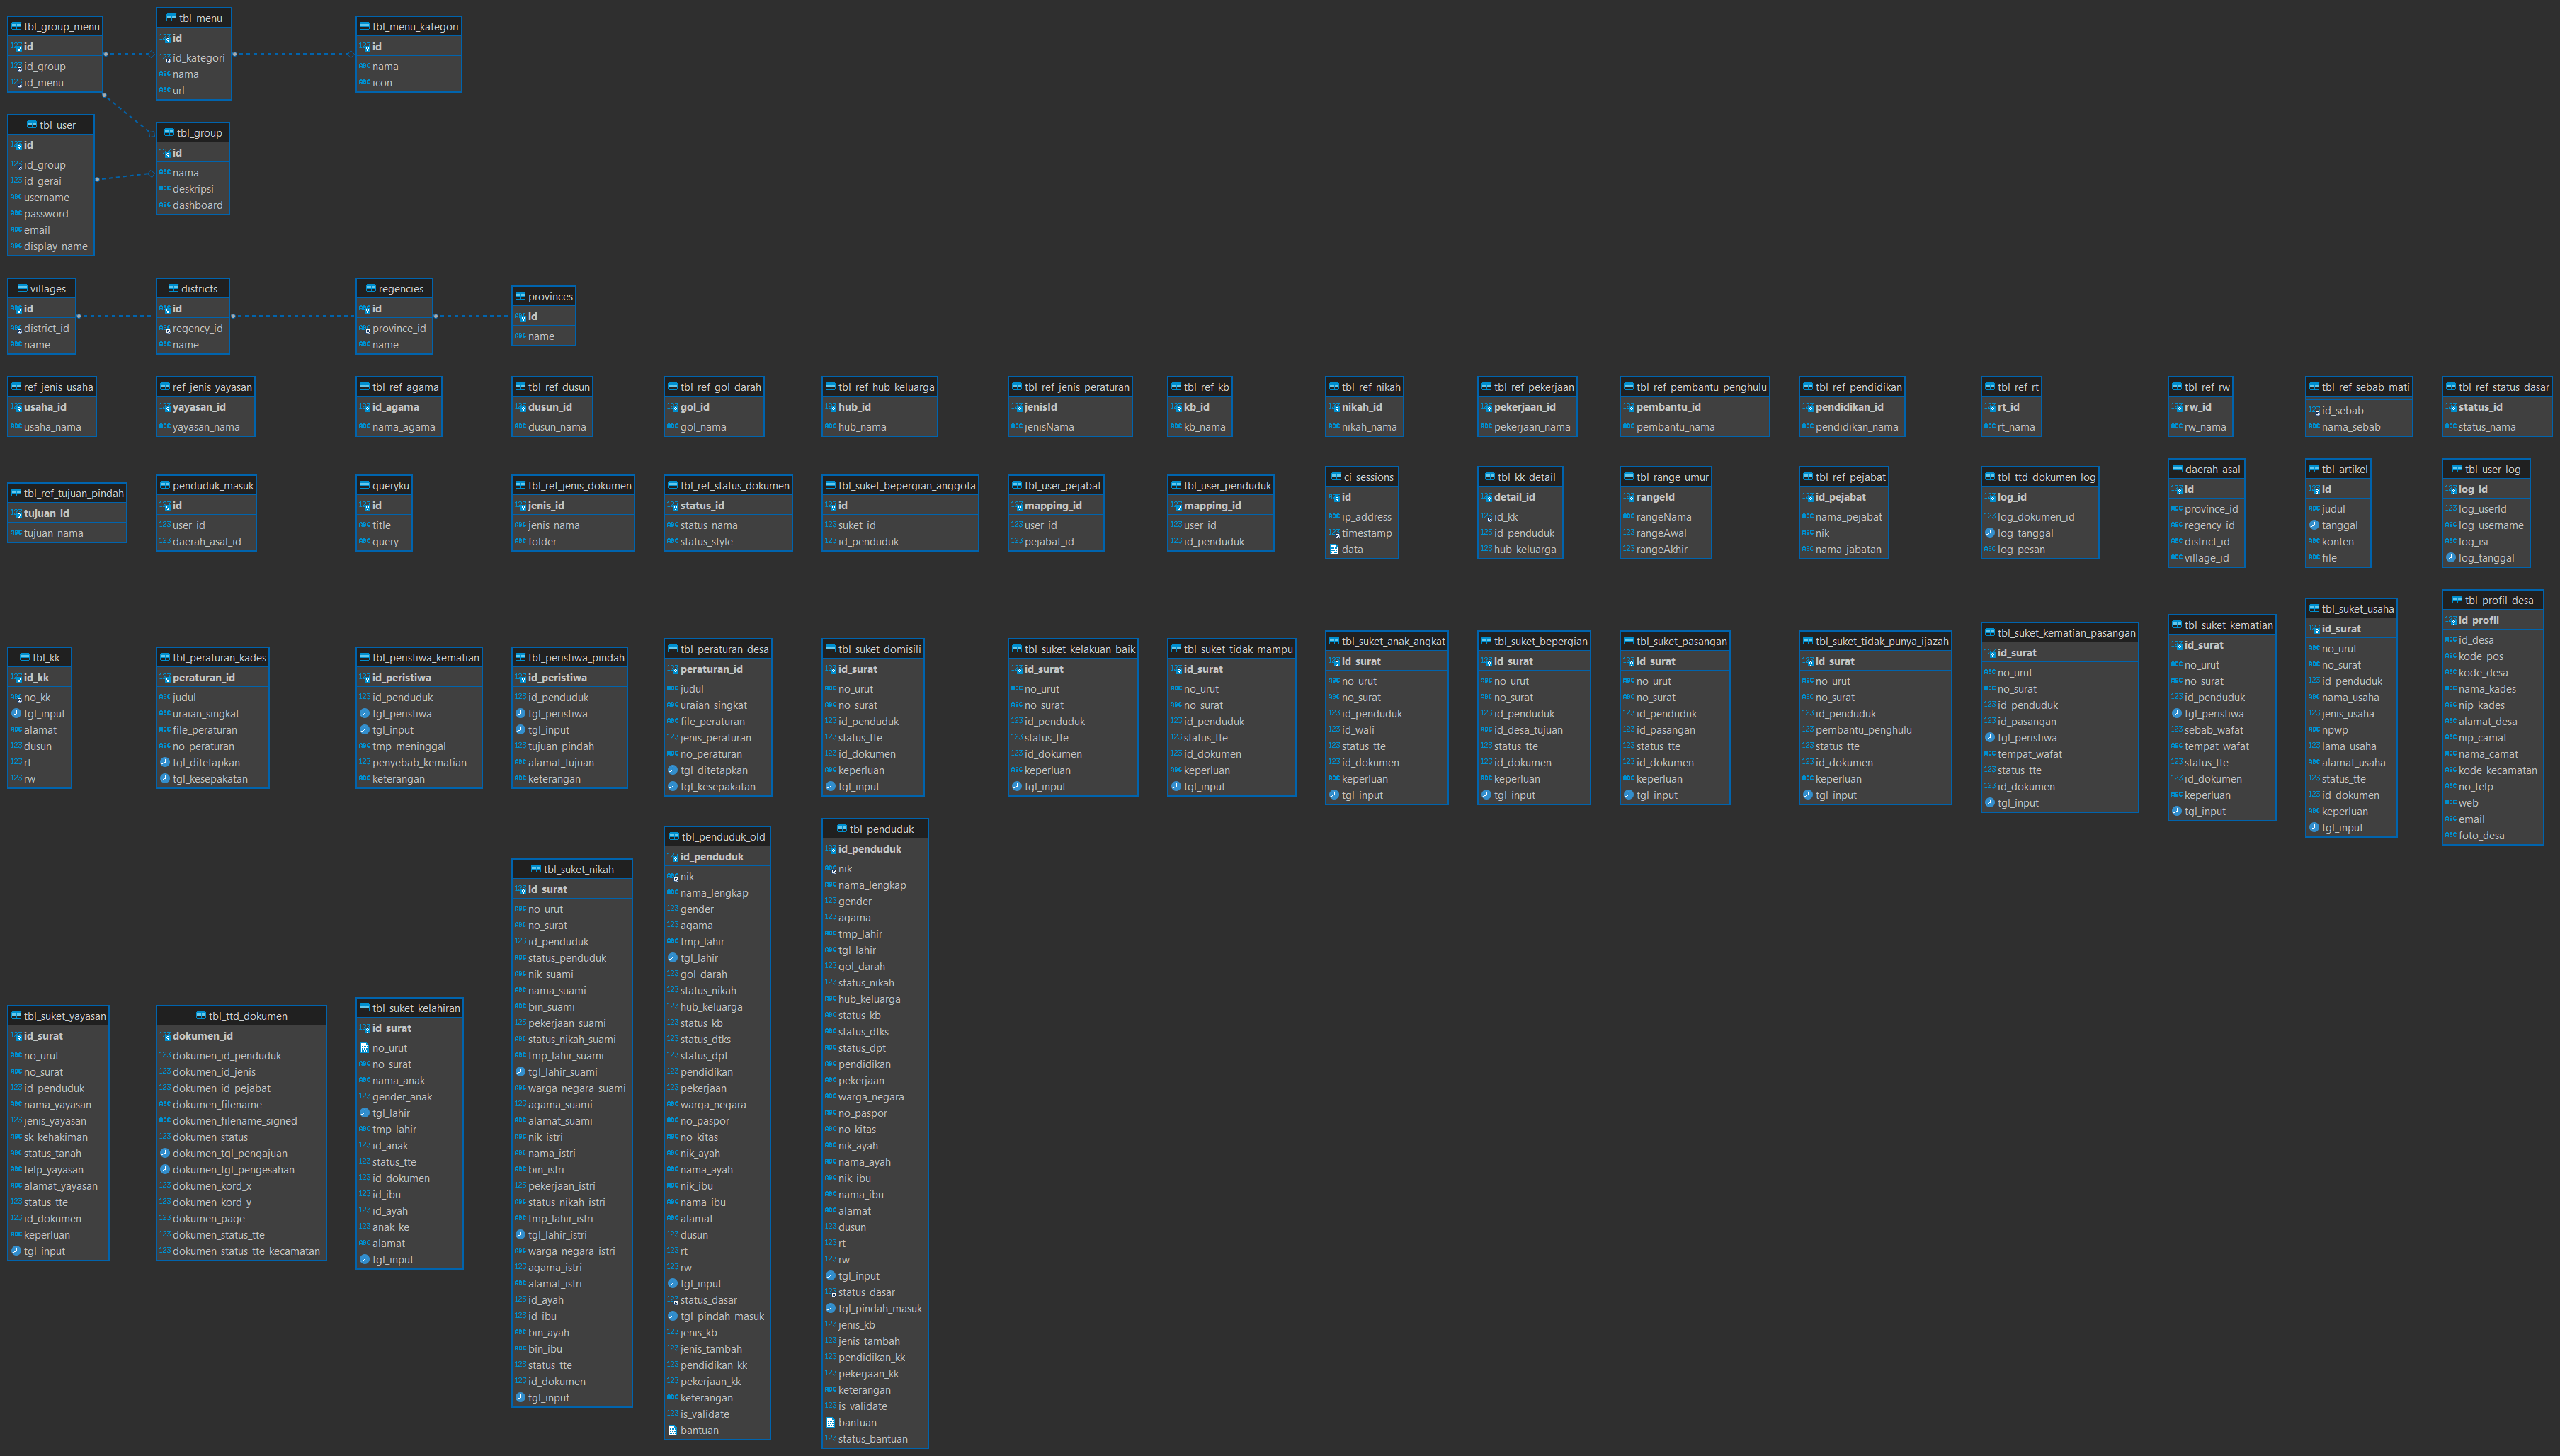 tbl_group_menu
id
id_group
id_menu
tbl_menu
id
id_kategori
nama
url
tbl_menu_kategori
id
nama
icon
tbl_user
id
id_group
id_gerai
username
password
email
display_name
tbl_group
id
nama
deskripsi
dashboard
villages
id
district_id
name
districts
id
regency_id
name
regencies
id
province_id
name
provinces
id
name
ref_jenis_usaha
usaha_id
usaha_nama
ref_jenis_yayasan
yayasan_id
yayasan_nama
tbl_ref_agama
id_agama
nama_agama
tbl_ref_dusun
dusun_id
dusun_nama
tbl_ref_gol_darah
gol_id
gol_nama
tbl_ref_hub_keluarga
hub_id
hub_nama
tbl_ref_jenis_peraturan
jenisId
jenisNama
tbl_ref_kb
kb_id
kb_nama
tbl_ref_nikah
nikah_id
nikah_nama
tbl_ref_pekerjaan
pekerjaan_id
pekerjaan_nama
tbl_ref_pembantu_penghulu
pembantu_id
pembantu_nama
tbl_ref_pendidikan
pendidikan_id
pendidikan_nama
tbl_ref_rt
rt_id
rt_nama
tbl_ref_rw
rw_id
rw_nama
tbl_ref_sebab_mati
id_sebab
nama_sebab
tbl_ref_status_dasar
status_id
status_nama
tbl_ref_tujuan_pindah
tujuan_id
tujuan_nama
penduduk_masuk
id
user_id
daerah_asal_id
queryku
id
title
query
tbl_ref_jenis_dokumen
jenis_id
jenis_nama
folder
tbl_ref_status_dokumen
status_id
status_nama
status_style
tbl_suket_bepergian_anggota
id
suket_id
id_penduduk
tbl_user_pejabat
mapping_id
user_id
pejabat_id
tbl_user_penduduk
mapping_id
user_id
id_penduduk
ci_sessions
id
ip_address
timestamp
data
tbl_kk_detail
detail_id
id_kk
id_penduduk
hub_keluarga
tbl_range_umur
rangeId
rangeNama
rangeAwal
rangeAkhir
tbl_ref_pejabat
id_pejabat
nama_pejabat
nik
nama_jabatan
tbl_ttd_dokumen_log
log_id
log_dokumen_id
log_tanggal
log_pesan
daerah_asal
id
province_id
regency_id
district_id
village_id
tbl_artikel
id
judul
tanggal
konten
file
tbl_user_log
log_id
log_userId
log_username
log_isi
log_tanggal
tbl_kk
id_kk
no_kk
tgl_input
alamat
dusun
rt
rw
tbl_peraturan_kades
peraturan_id
judul
uraian_singkat
file_peraturan
no_peraturan
tgl_ditetapkan
tgl_kesepakatan
tbl_peristiwa_kematian
id_peristiwa
id_penduduk
tgl_peristiwa
tgl_input
tmp_meninggal
penyebab_kematian
keterangan
tbl_peristiwa_pindah
id_peristiwa
id_penduduk
tgl_peristiwa
tgl_input
tujuan_pindah
alamat_tujuan
keterangan
tbl_peraturan_desa
peraturan_id
judul
uraian_singkat
file_peraturan
jenis_peraturan
no_peraturan
tgl_ditetapkan
tgl_kesepakatan
tbl_suket_domisili
id_surat
no_urut
no_surat
id_penduduk
status_tte
id_dokumen
keperluan
tgl_input
tbl_suket_kelakuan_baik
id_surat
no_urut
no_surat
id_penduduk
status_tte
id_dokumen
keperluan
tgl_input
tbl_suket_tidak_mampu
id_surat
no_urut
no_surat
id_penduduk
status_tte
id_dokumen
keperluan
tgl_input
tbl_suket_anak_angkat
id_surat
no_urut
no_surat
id_penduduk
id_wali
status_tte
id_dokumen
keperluan
tgl_input
tbl_suket_bepergian
id_surat
no_urut
no_surat
id_penduduk
id_desa_tujuan
status_tte
id_dokumen
keperluan
tgl_input
tbl_suket_pasangan
id_surat
no_urut
no_surat
id_penduduk
id_pasangan
status_tte
id_dokumen
keperluan
tgl_input
tbl_suket_tidak_punya_ijazah
id_surat
no_urut
no_surat
id_penduduk
pembantu_penghulu
status_tte
id_dokumen
keperluan
tgl_input
tbl_suket_kematian_pasangan
id_surat
no_urut
no_surat
id_penduduk
id_pasangan
tgl_peristiwa
tempat_wafat
status_tte
id_dokumen
tgl_input
tbl_suket_kematian
id_surat
no_urut
no_surat
id_penduduk
tgl_peristiwa
sebab_wafat
tempat_wafat
status_tte
id_dokumen
keperluan
tgl_input
tbl_suket_usaha
id_surat
no_urut
no_surat
id_penduduk
nama_usaha
jenis_usaha
npwp
lama_usaha
alamat_usaha
status_tte
id_dokumen
keperluan
tgl_input
tbl_profil_desa
id_profil
id_desa
kode_pos
kode_desa
nama_kades
nip_kades
alamat_desa
nip_camat
nama_camat
kode_kecamatan
no_telp
web
email
foto_desa
tbl_suket_yayasan
id_surat
no_urut
no_surat
id_penduduk
nama_yayasan
jenis_yayasan
sk_kehakiman
status_tanah
telp_yayasan
alamat_yayasan
status_tte
id_dokumen
keperluan
tgl_input
tbl_ttd_dokumen
dokumen_id
dokumen_id_penduduk
dokumen_id_jenis
dokumen_id_pejabat
dokumen_filename
dokumen_filename_signed
dokumen_status
dokumen_tgl_pengajuan
dokumen_tgl_pengesahan
dokumen_kord_x
dokumen_kord_y
dokumen_page
dokumen_status_tte
dokumen_status_tte_kecamatan
tbl_suket_kelahiran
id_surat
no_urut
no_surat
nama_anak
gender_anak
tgl_lahir
tmp_lahir
id_anak
status_tte
id_dokumen
id_ibu
id_ayah
anak_ke
alamat
tgl_input
tbl_suket_nikah
id_surat
no_urut
no_surat
id_penduduk
status_penduduk
nik_suami
nama_suami
bin_suami
pekerjaan_suami
status_nikah_suami
tmp_lahir_suami
tgl_lahir_suami
warga_negara_suami
agama_suami
alamat_suami
nik_istri
nama_istri
bin_istri
pekerjaan_istri
status_nikah_istri
tmp_lahir_istri
tgl_lahir_istri
warga_negara_istri
agama_istri
alamat_istri
id_ayah
id_ibu
bin_ayah
bin_ibu
status_tte
id_dokumen
tgl_input
tbl_penduduk_old
id_penduduk
nik
nama_lengkap
gender
agama
tmp_lahir
tgl_lahir
gol_darah
status_nikah
hub_keluarga
status_kb
status_dtks
status_dpt
pendidikan
pekerjaan
warga_negara
no_paspor
no_kitas
nik_ayah
nama_ayah
nik_ibu
nama_ibu
alamat
dusun
rt
rw
tgl_input
status_dasar
tgl_pindah_masuk
jenis_kb
jenis_tambah
pendidikan_kk
pekerjaan_kk
keterangan
is_validate
bantuan
tbl_penduduk
id_penduduk
nik
nama_lengkap
gender
agama
tmp_lahir
tgl_lahir
gol_darah
status_nikah
hub_keluarga
status_kb
status_dtks
status_dpt
pendidikan
pekerjaan
warga_negara
no_paspor
no_kitas
nik_ayah
nama_ayah
nik_ibu
nama_ibu
alamat
dusun
rt
rw
tgl_input
status_dasar
tgl_pindah_masuk
jenis_kb
jenis_tambah
pendidikan_kk
pekerjaan_kk
keterangan
is_validate
bantuan
status_bantuan